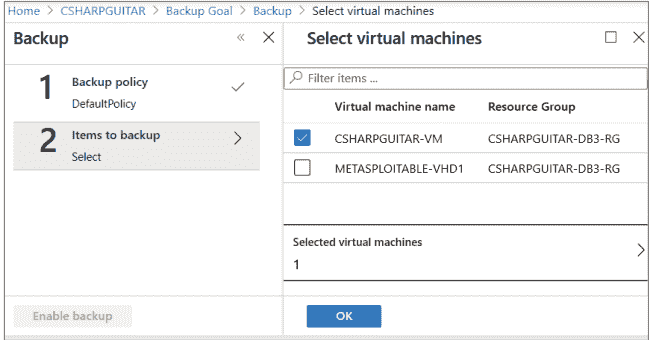 Home > CSHARPGUITAR > Backup Goal > Backup > Select virtual machines
Backup
1 Backup policy
DefaultPolicy
2 Items to backup
Select
Enable backup
Select virtual machines
Filter items ...
Virtual machine name Resource Group
CSHARPGUITAR-VM CSHARPGUITAR-DB3-RG
METASPLOITABLE-VHD1 CSHARPGUITAR-DB3-RG
Selected virtual machines
1
OK